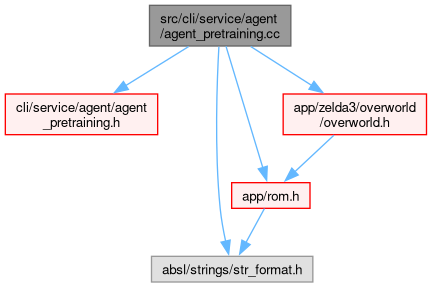 src/cli/service/agent
/agent_pretraining.cc
cli/service/agent/agent
_pretraining.h
app/zelda3/overworld
/overworld.h
app/rom.h
absl/strings/str_format.h